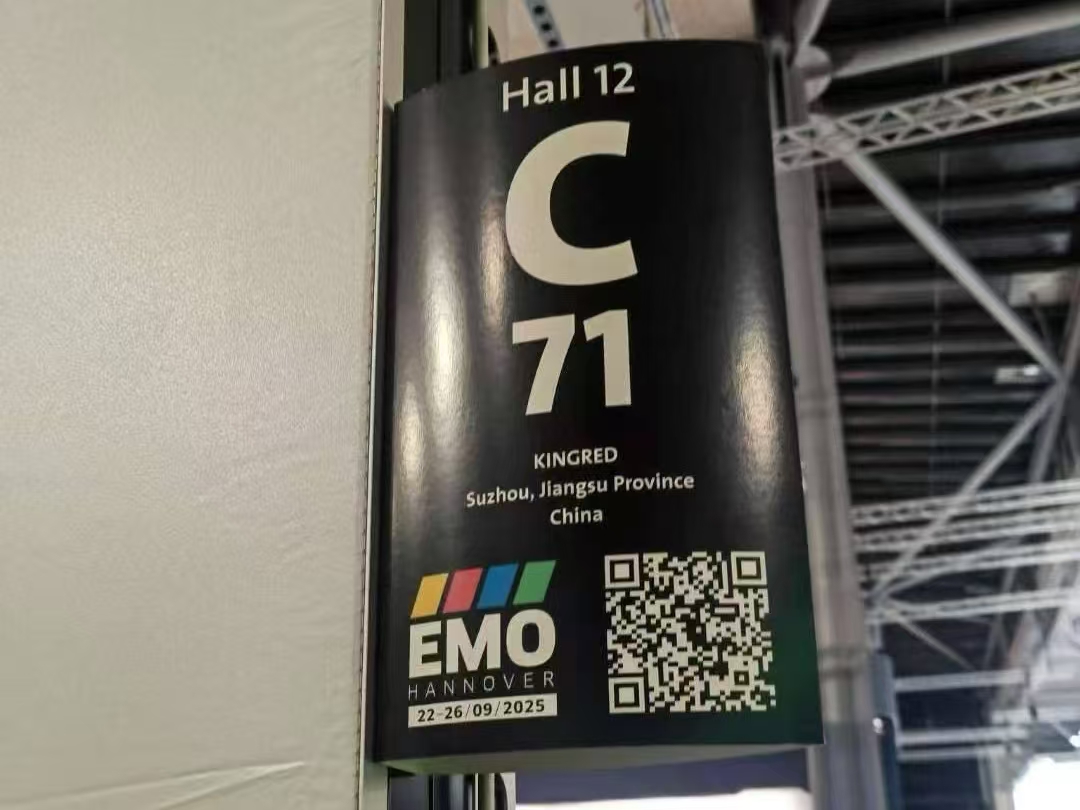 Hall 12
C
71
KINGRED
Suzhou, Jiangsu Province
China
EMO
HANNOVER
22-26/09/2025